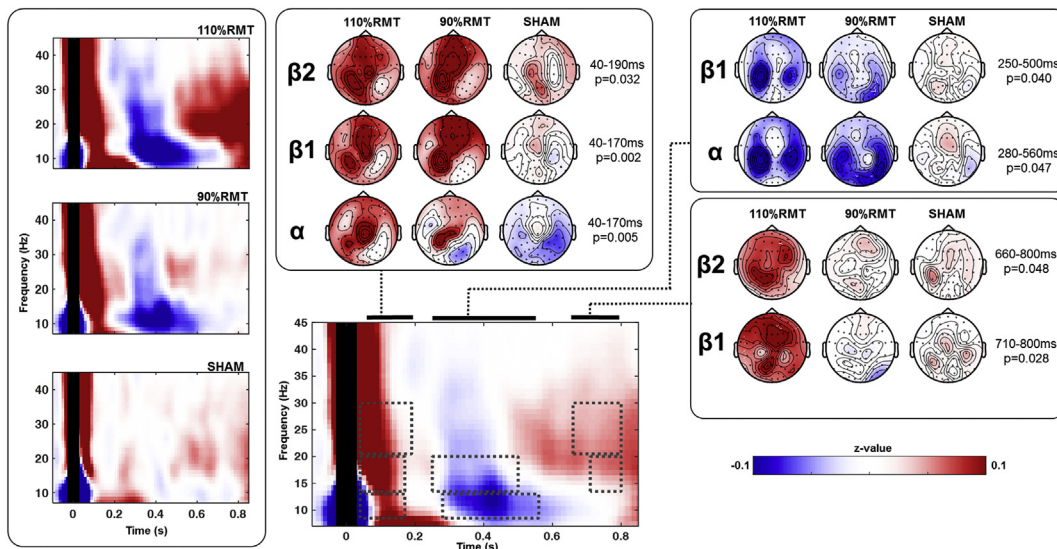 110%RMT
45
40
30
20
10
90%RMT
Frequency (Hz)
40
30
20
10
SHAM
40
30
20
10
0 0.2 0.4 0.6 0.8
Time (s)
110%RMT 90%RMT SHAM
β2
40-190ms
p=0.032
β1
40-170ms
p=0.002
α
40-170ms
p=0.005
110%RMT 90%RMT SHAM
β1
250-500ms
p=0.040
α
280-560ms
p=0.047
110%RMT 90%RMT SHAM
β2
660-800ms
p=0.048
β1
710-800ms
p=0.028
Frequency (Hz)
45
40
35
30
25
20
15
10
0 0.2 0.4 0.6 0.8
Time (s)
z-value
-0.1 0.1